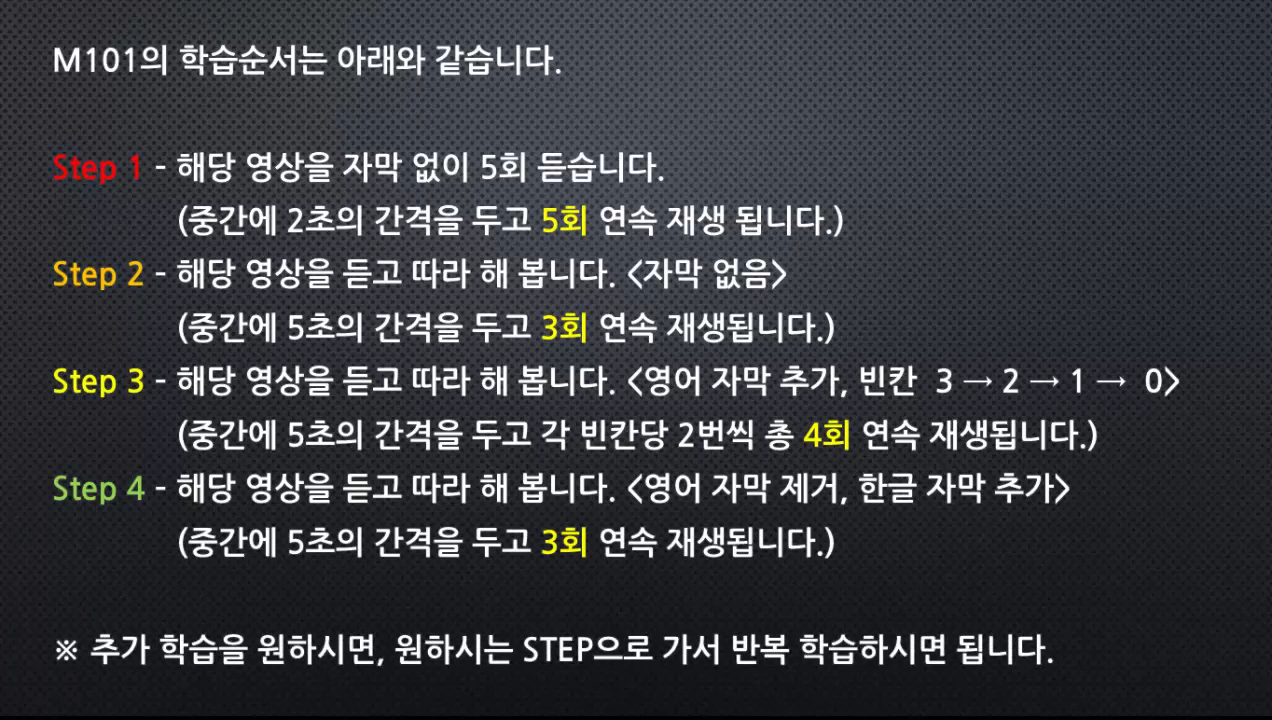 M101의 학습순서는 아래와 같습니다.
Step 1 - 해당 영상을 자막 없이 5회 듣습니다.
(중간에 2초의 간격을 두고 5회 연속 재생 됩니다.)
Step 2 - 해당 영상을 듣고 따라 해 봅니다. <자막 없음>
(중간에 5초의 간격을 두고 3회 연속 재생됩니다.)
Step 3 - 해당 영상을 듣고 따라 해 봅니다. <영어 자막 추가, 빈칸 3 → 2 → 1 → 0>
(중간에 5초의 간격을 두고 각 빈칸당 2번씩 총 4회 연속 재생됩니다.)
Step 4 - 해당 영상을 듣고 따라 해 봅니다. <영어 자막 제거, 한글 자막 추가>
(중간에 5초의 간격을 두고 3회 연속 재생됩니다.)
※ 추가 학습을 원하시면, 원하시는 STEP으로 가서 반복 학습하시면 됩니다.